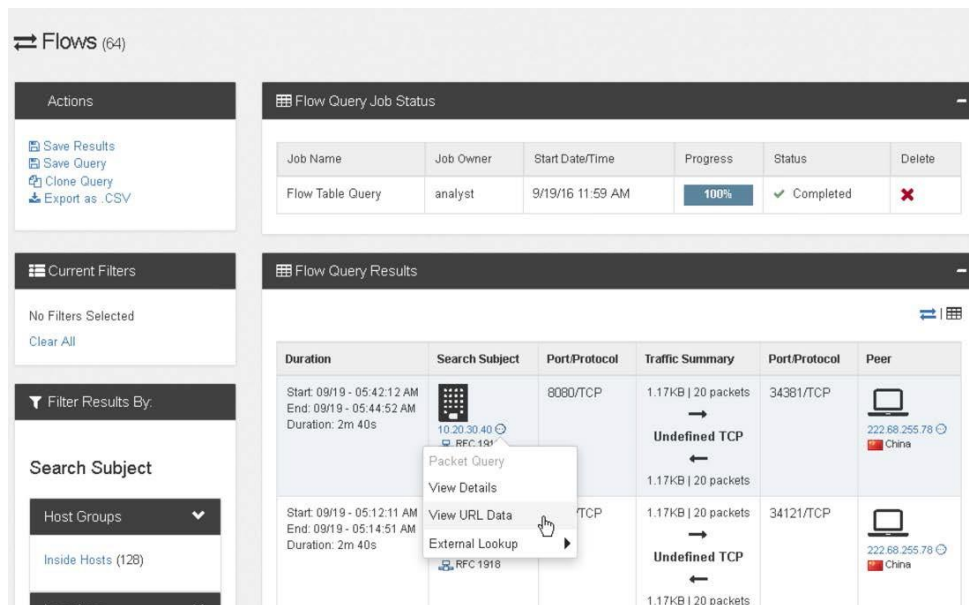 Flows (64)
Actions
Save Results
Save Query
Clone Query
Export as .CSV
Flow Query Job Status
Job Name Job Owner Start Date/Time Progress Status Delete
Flow Table Query analyst 9/19/16 11:59 AM 100% Completed
Current Filters
No Filters Selected
Clear All
Filter Results By:
Search Subject
Host Groups
Inside Hosts (128)
Flow Query Results
Duration Search Subject Port/Protocol Traffic Summary Port/Protocol Peer
Start: 09/19 - 05:42:12 AM
End: 09/19 - 05:44:52 AM
Duration: 2m 40s
10.20.30.40
RFC 191
8080/TCP
1.17KB | 20 packets
Undefined TCP
1.17KB | 20 packets
34381/TCP
222.68.255.78
China
Packet Query
View Details
View URL Data
External Lookup
Start: 09/19 - 05:12:11 AM
End: 09/19 - 05:14:51 AM
Duration: 2m 40s
RFC 1918
/TCP
1.17KB | 20 packets
Undefined TCP
1.17KB | 20 packets
34121/TCP
222.68.255.78
China